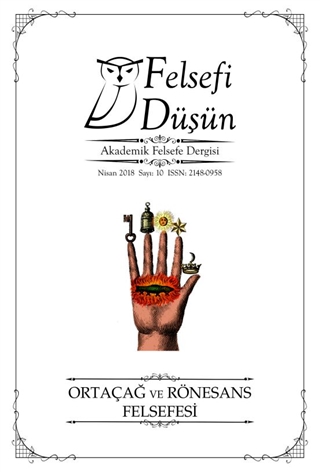 Felsefi
Düşün
Akademik Felsefe Dergisi
Nisan 2018 Sayı: 10 ISSN: 2148-0958
ORTAÇAĞ VE RÖNESANS
FELSEFESİ